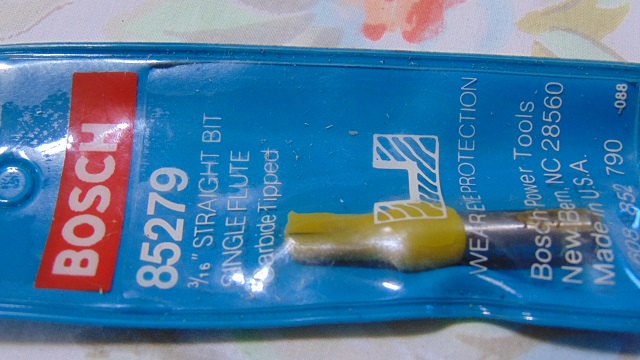 BOSCH
85279
3/16" STRAIGHT BIT
SINGLE FLUTE
Carbide Tipped
WEAR EYE PROTECTION
Bosch Power Tools
New Bern, NC 28560
Made in U.S.A. 790
088